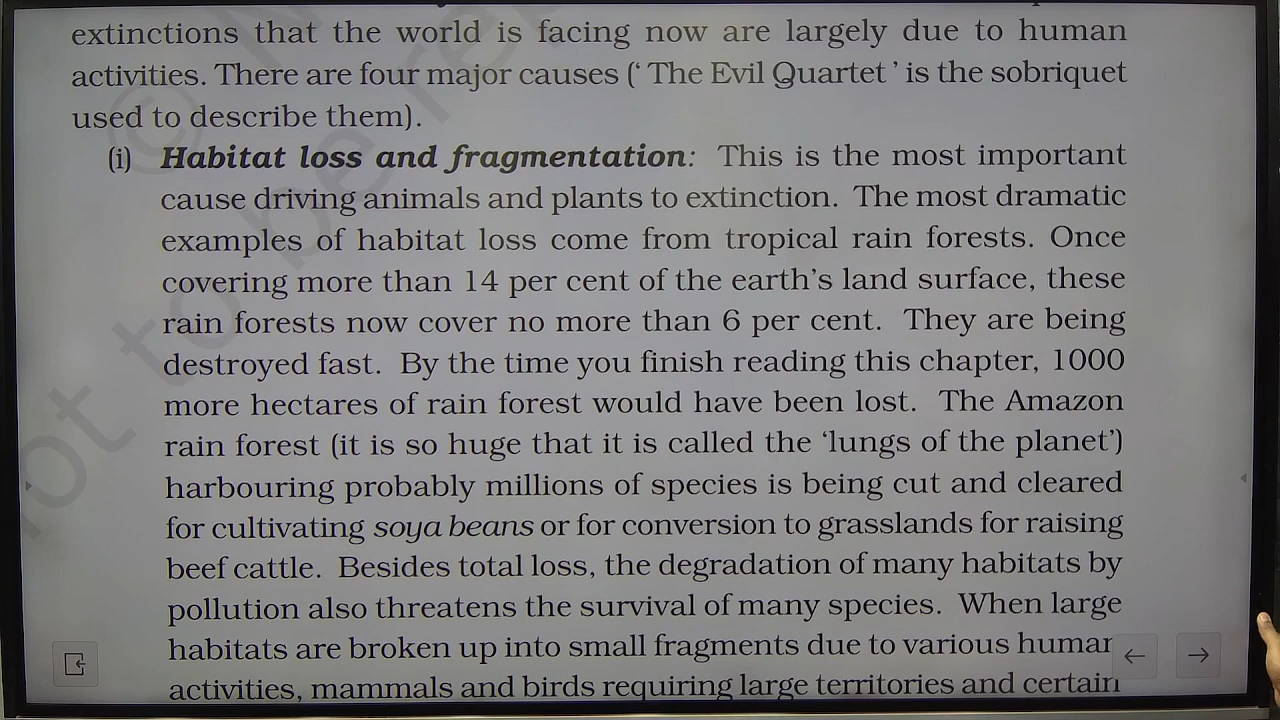 extinctions that the world is facing now are largely due to human
activities. There are four major causes (‘ The Evil Quartet ’ is the sobriquet
used to describe them).
(i) Habitat loss and fragmentation: This is the most important
cause driving animals and plants to extinction. The most dramatic
examples of habitat loss come from tropical rain forests. Once
covering more than 14 per cent of the earth’s land surface, these
rain forests now cover no more than 6 per cent. They are being
destroyed fast. By the time you finish reading this chapter, 1000
more hectares of rain forest would have been lost. The Amazon
rain forest (it is so huge that it is called the ‘lungs of the planet’)
harbouring probably millions of species is being cut and cleared
for cultivating soya beans or for conversion to grasslands for raising
beef cattle. Besides total loss, the degradation of many habitats by
pollution also threatens the survival of many species. When large
habitats are broken up into small fragments due to various human
activities, mammals and birds requiring large territories and certain
© N
not to be re